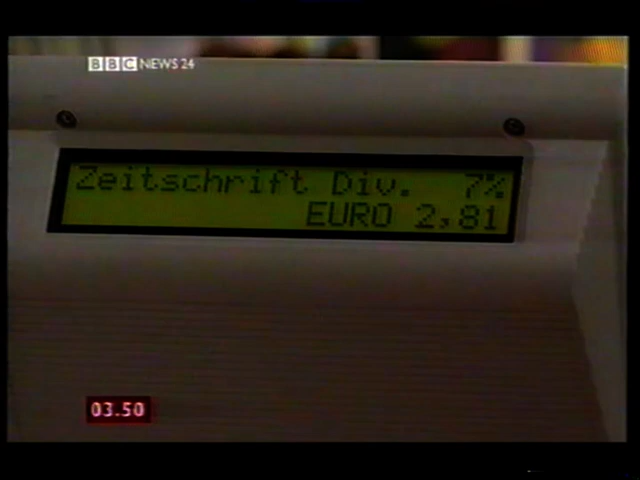 BBC NEWS 24
Zeitschrift Div. 7%
EURO 2,81
03.50